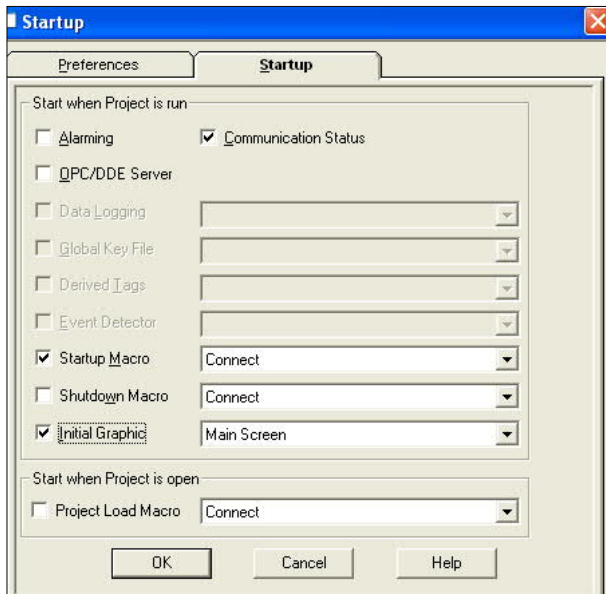 Startup
Preferences Startup
Start when Project is run
Alarming Communication Status
OPC/DDE Server
Data Logging
Global Key File
Derived Tags
Event Detector
Startup Macro Connect
Shutdown Macro Connect
Initial Graphic Main Screen
Start when Project is open
Project Load Macro Connect
OK Cancel Help